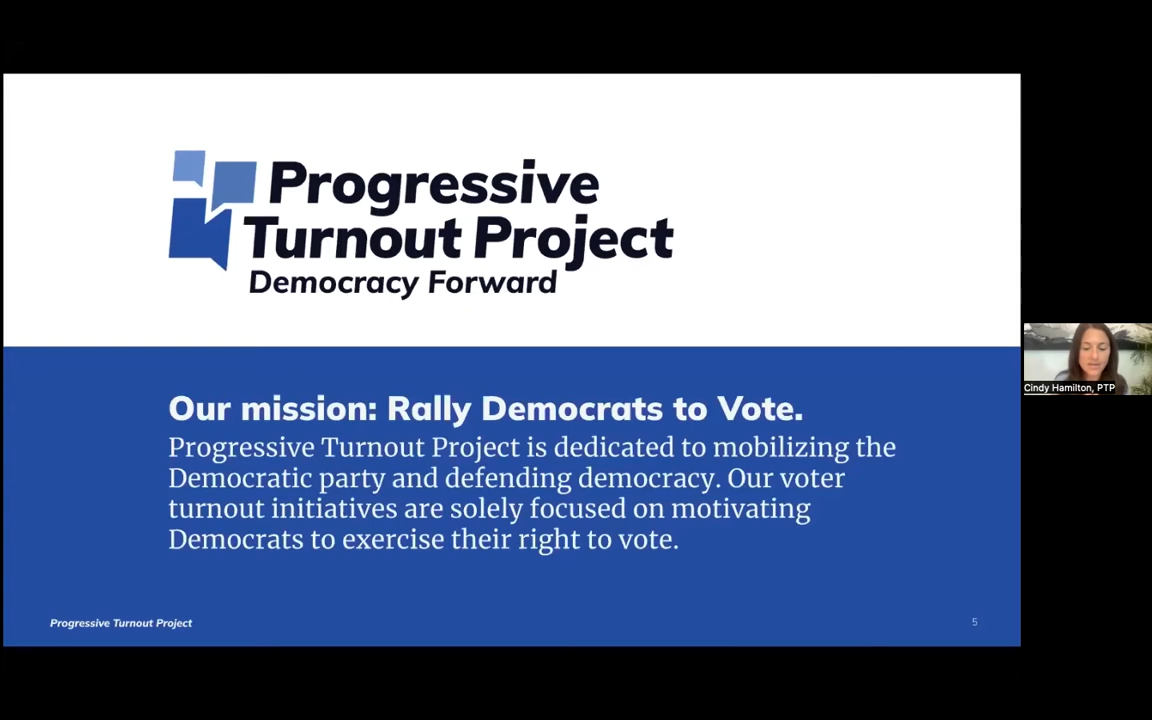 Progressive
Turnout Project
Democracy Forward
Our mission: Rally Democrats to Vote.
Progressive Turnout Project is dedicated to mobilizing the
Democratic party and defending democracy. Our voter
turnout initiatives are solely focused on motivating
Democrats to exercise their right to vote.
Progressive Turnout Project
5
Cindy Hamilton, PTP